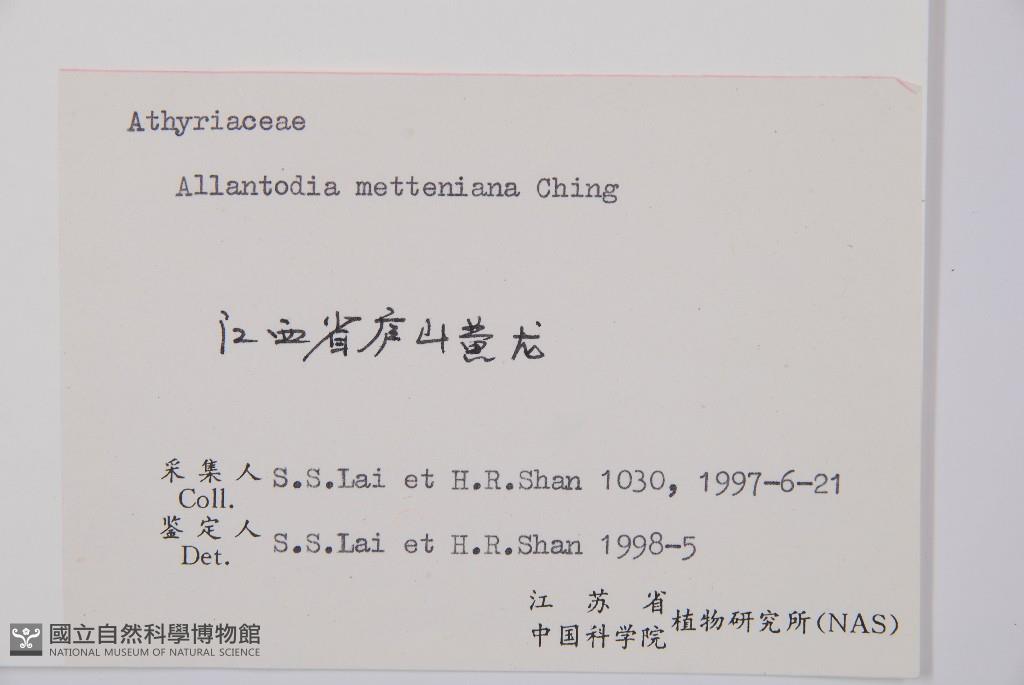 Athyriaceae
Allantodia metteniana Ching
江西省庐山黄龙
采集人 S.S.Lai et H.R.Shan 1030, 1997-6-21
Coll.
鉴定人 S.S.Lai et H.R.Shan 1998-5
Det.
江苏省
中国科学院 植物研究所(NAS)
國立自然科學博物館
NATIONAL MUSEUM OF NATURAL SCIENCE